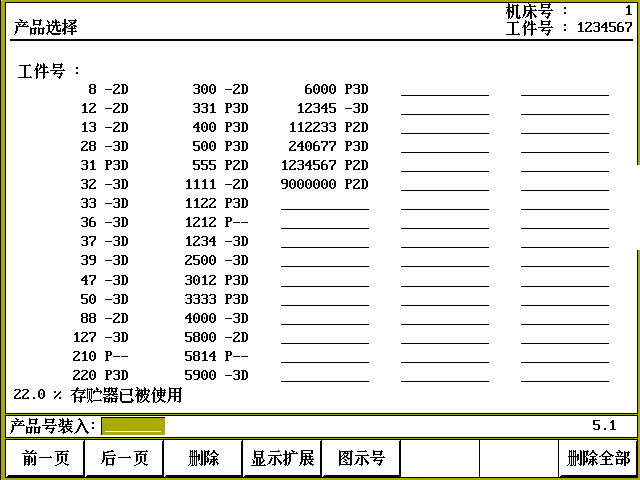 产品选择
机床号 : 1
工件号 : 1234567
工件号 :
8 -2D 300 -2D 6000 P3D
12 -2D 331 P3D 12345 -3D
13 -2D 400 P3D 112233 P2D
28 -3D 500 P3D 240677 P3D
31 P3D 555 P2D 1234567 P2D
32 -3D 1111 -2D 9000000 P2D
33 -3D 1122 P3D
36 -3D 1212 P--
37 -3D 1234 -3D
39 -3D 2500 -3D
47 -3D 3012 P3D
50 -3D 3333 P3D
88 -2D 4000 -3D
127 -3D 5800 -2D
210 P-- 5814 P--
220 P3D 5900 -3D
22.0 % 存贮器已被使用
产品号装入: 5.1
前一页 后一页 删除 显示扩展 图示号 删除全部